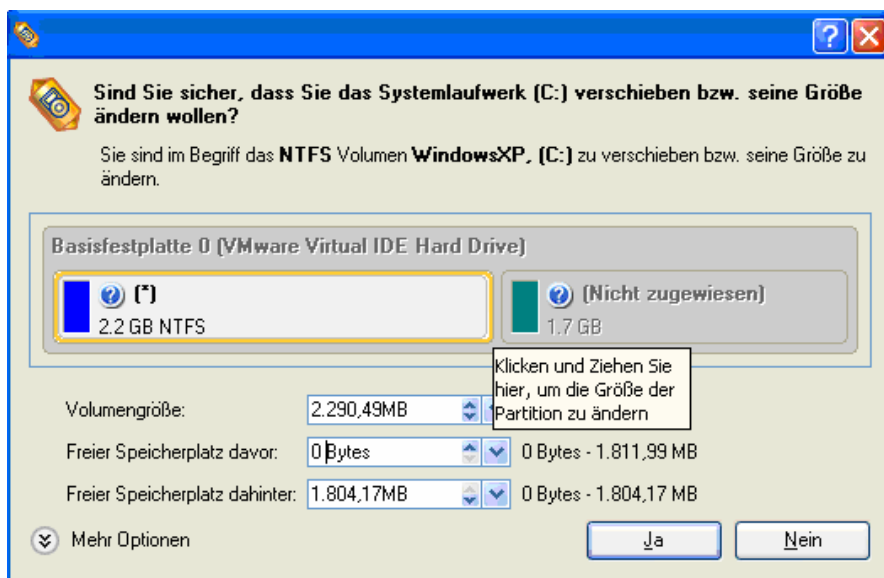 Sind Sie sicher, dass Sie das Systemlaufwerk (C:) verschieben bzw. seine Größe
ändern wollen?
Sie sind im Begriff das NTFS Volumen WindowsXP, (C:) zu verschieben bzw. seine Größe zu
ändern.
Basisfestplatte 0 (VMware Virtual IDE Hard Drive)
(*)
2.2 GB NTFS
(Nicht zugewiesen)
1.7 GB
Klicken und Ziehen Sie
hier, um die Größe der
Partition zu ändern
Volumengröße: 2.290,49MB
Freier Speicherplatz davor: 0 Bytes 0 Bytes - 1.811,99 MB
Freier Speicherplatz dahinter: 1.804,17MB 0 Bytes - 1.804,17 MB
Mehr Optionen Ja Nein